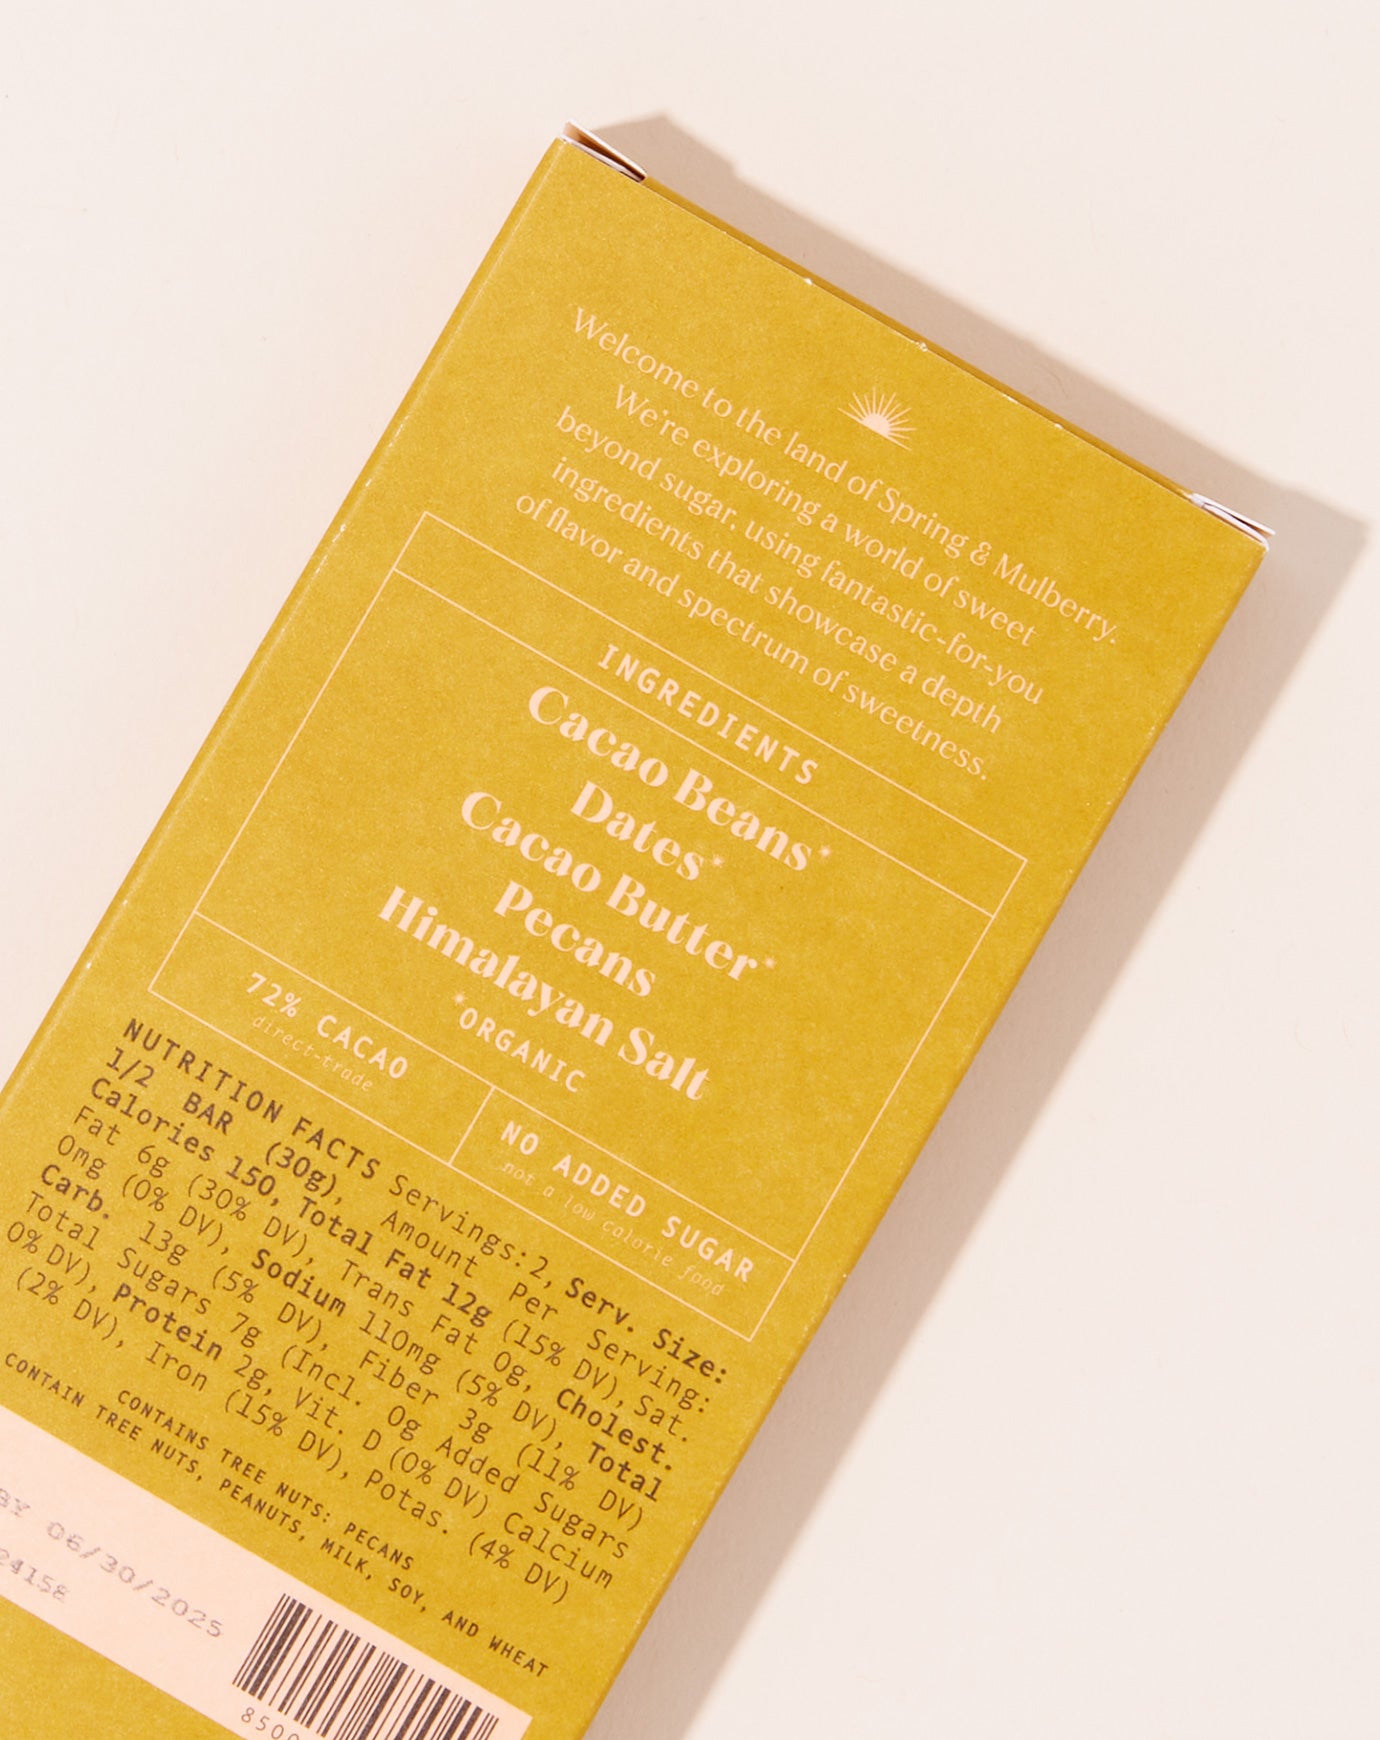 Welcome to the land of Spring & Mulberry.
We're exploring a world of sweet
beyond sugar, using fantastic-for-you
ingredients that showcase a depth
of flavor and spectrum of sweetness.
INGREDIENTS
Cacao Beans*
Dates*
Cacao Butter*
Pecans
Himalayan Salt
*ORGANIC
72% CACAO
direct-trade
NO ADDED SUGAR
not a low calorie food
NUTRITION FACTS Servings: 2, Serv. Size:
1/2 BAR (30g), Amount Per Serving:
Calories 150, Total Fat 12g (15% DV), Sat.
Fat 6g (30% DV), Trans Fat 0g, Cholest.
0mg (0% DV), Sodium 110mg (5% DV), Total
Carb. 13g (5% DV), Fiber 3g (11% DV)
Total Sugars 7g (Incl. 0g Added Sugars
0% DV), Protein 2g, Vit. D (0% DV) Calcium
(2% DV), Iron (15% DV), Potas. (4% DV)
CONTAINS TREE NUTS: PECANS
CONTAIN TREE NUTS, PEANUTS, MILK, SOY, AND WHEAT
BY 06/30/2025
24158
8500